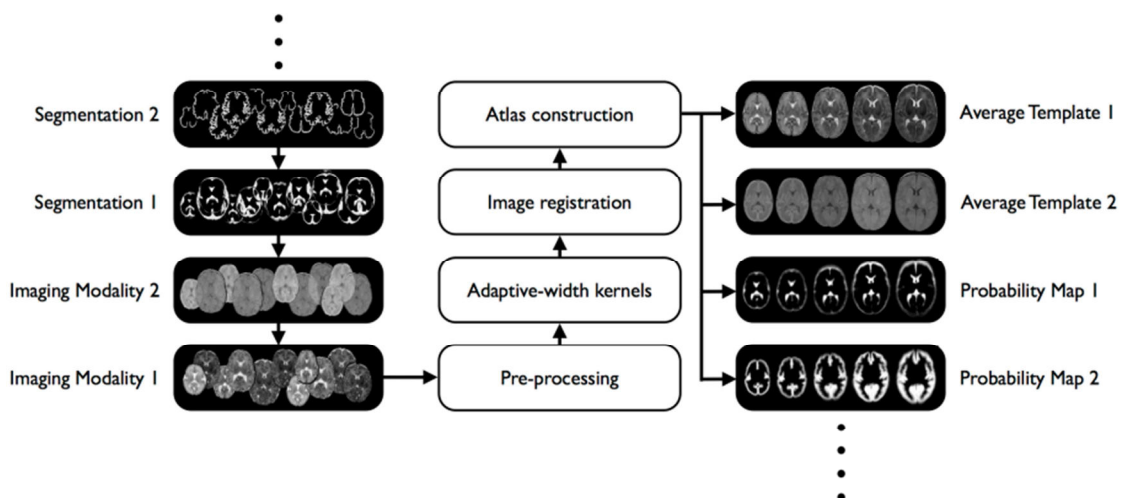 Segmentation 2
Segmentation 1
Imaging Modality 2
Imaging Modality 1
Atlas construction
Image registration
Adaptive-width kernels
Pre-processing
Average Template 1
Average Template 2
Probability Map 1
Probability Map 2